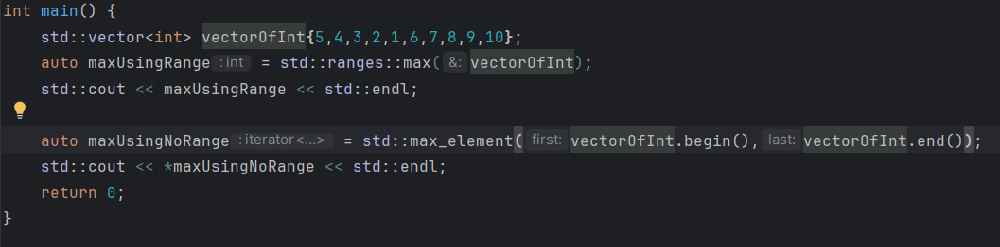 int main() {
    std::vector<int> vectorOfInt{5,4,3,2,1,6,7,8,9,10};
    auto maxUsingRange : int = std::ranges::max( &: vectorOfInt);
    std::cout << maxUsingRange << std::endl;
    auto maxUsingNoRange : iterator<...> = std::max_element( first: vectorOfInt.begin(), last: vectorOfInt.end());
    std::cout << *maxUsingNoRange << std::endl;
    return 0;
}